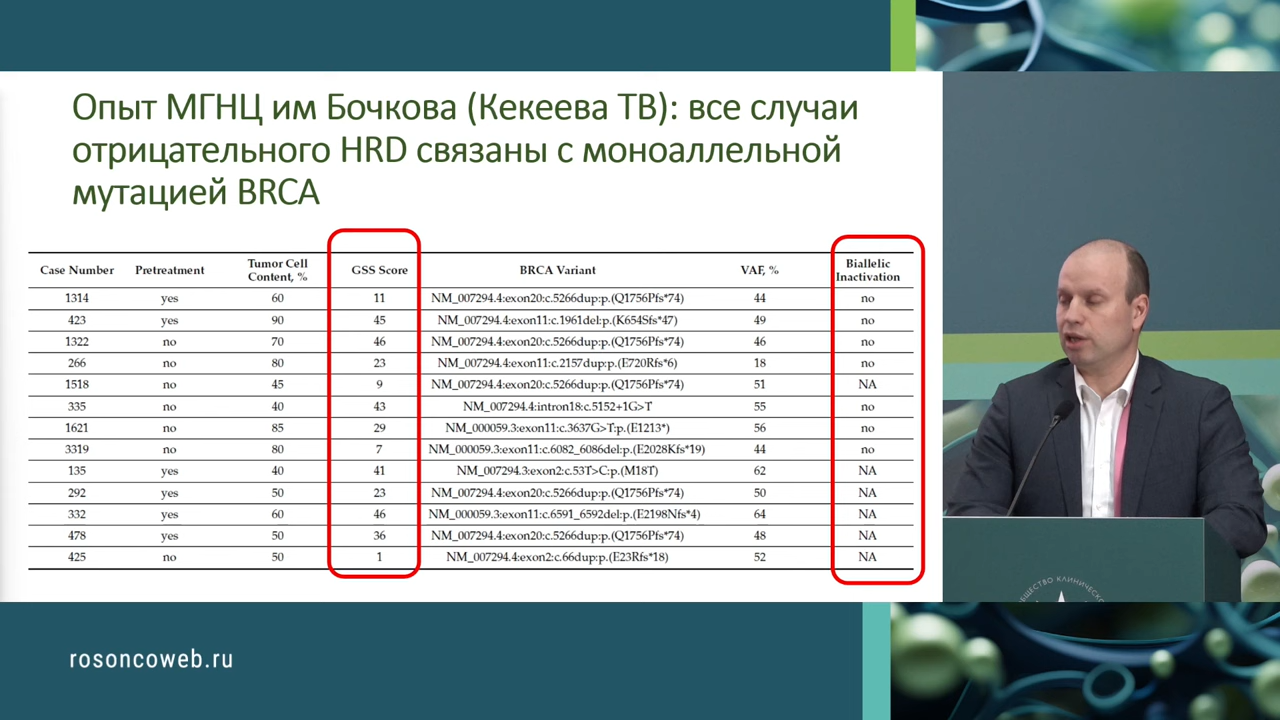 Опыт МГНЦ им Бочкова (Кекеева ТВ): все случаи
отрицательного HRD связаны с моноаллельной
мутацией BRCA
Case Number Pretreatment Tumor Cell Content, % GSS Score BRCA Variant VAF, % Biallelic Inactivation
1314 yes 60 11 NM_007294.4:exon20:c.5266dup:p.(Q1756Pfs*74) 44 no
423 yes 90 45 NM_007294.4:exon11:c.1961del:p.(K654Sfs*47) 49 no
1322 no 70 46 NM_007294.4:exon20:c.5266dup:p.(Q1756Pfs*74) 46 no
266 no 80 23 NM_007294.4:exon11:c.2157dup:p.(E720Rfs*6) 18 no
1518 no 45 9 NM_007294.4:exon20:c.5266dup:p.(Q1756Pfs*74) 51 NA
335 no 40 43 NM_007294.4:intron18:c.5152+1G>T 55 no
1621 no 85 29 NM_000059.3:exon11:c.3637G>T:p.(E1213*) 56 no
3319 no 80 7 NM_000059.3:exon11:c.6082_6086del:p.(E2028Kfs*19) 44 no
135 yes 40 41 NM_007294.3:exon2:c.53T>C:p.(M18T) 62 NA
292 yes 50 23 NM_007294.4:exon20:c.5266dup:p.(Q1756Pfs*74) 50 NA
332 yes 60 46 NM_000059.3:exon11:c.6591_6592del:p.(E2198Nfs*4) 64 NA
478 yes 50 36 NM_007294.4:exon20:c.5266dup:p.(Q1756Pfs*74) 48 NA
425 no 50 1 NM_007294.4:exon2:c.66dup:p.(E23Rfs*18) 52 NA
rosoncoweb.ru